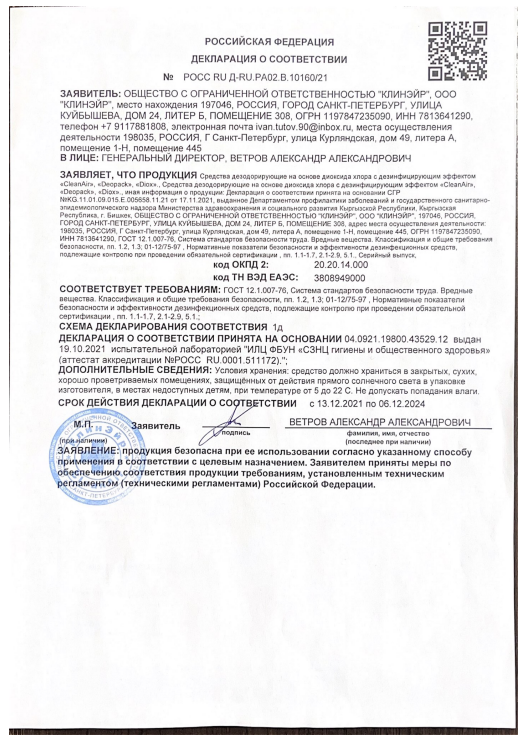 РОССИЙСКАЯ ФЕДЕРАЦИЯ
ДЕКЛАРАЦИЯ О СООТВЕТСТВИИ
№ РОСС RU Д-RU.РА02.В.10160/21
ЗАЯВИТЕЛЬ: ОБЩЕСТВО С ОГРАНИЧЕННОЙ ОТВЕТСТВЕННОСТЬЮ "КЛИНЭЙР", ООО
"КЛИНЭЙР", место нахождения 197046, РОССИЯ, ГОРОД САНКТ-ПЕТЕРБУРГ, УЛИЦА
КУЙБЫШЕВА, ДОМ 24, ЛИТЕР Б, ПОМЕЩЕНИЕ 308, ОГРН 1197847235090, ИНН 7813641290,
телефон +7 9117881808, электронная почта ivan.tutov.90@inbox.ru, места осуществления
деятельности 198035, РОССИЯ, Г Санкт-Петербург, улица Курляндская, дом 49, литера А,
помещение 1-Н, помещение 445
В ЛИЦЕ: ГЕНЕРАЛЬНЫЙ ДИРЕКТОР, ВЕТРОВ АЛЕКСАНДР АЛЕКСАНДРОВИЧ
ЗАЯВЛЯЕТ, ЧТО ПРОДУКЦИЯ Средства дезодорирующие на основе диоксида хлора с дезинфицирующим эффектом
«CleanAir», «Deopack», «Diox»., Средства дезодорирующие на основе диоксида хлора с дезинфицирующим эффектом «CleanAir»,
«Deopack», «Diox»., иная информация о продукции: Декларация о соответствии принята на основании СГР
№KG.11.01.09.015.Е.005658.11.21 от 17.11.2021, выданное Департаментом профилактики заболеваний и государственного санитарно-
эпидемиологического надзора Министерства здравоохранения и социального развития Кыргызской Республики, Кыргызская
Республика, г. Бишкек, ОБЩЕСТВО С ОГРАНИЧЕННОЙ ОТВЕТСТВЕННОСТЬЮ "КЛИНЭЙР", ООО "КЛИНЭЙР", 197046, РОССИЯ,
ГОРОД САНКТ-ПЕТЕРБУРГ, УЛИЦА КУЙБЫШЕВА, ДОМ 24, ЛИТЕР Б, ПОМЕЩЕНИЕ 308, адрес места осуществления деятельности:
198035, РОССИЯ, Г Санкт-Петербург, улица Курляндская, дом 49, литера А, помещение 1-Н, помещение 445, ОГРН 1197847235090,
ИНН 7813641290, ГОСТ 12.1.007-76, Система стандартов безопасности труда. Вредные вещества. Классификация и общие требования
безопасности, пп. 1.2, 1.3, 01-12/75-97 , Нормативные показатели безопасности и эффективности дезинфекционных средств,
подлежащие контролю при проведении обязательной сертификации , пп. 1.1-1.7, 2.1-2.9, 5.1., Серийный выпуск,
код ОКПД 2: 20.20.14.000
код ТН ВЭД ЕАЭС: 3808949000
СООТВЕТСТВУЕТ ТРЕБОВАНИЯМ: ГОСТ 12.1.007-76, Система стандартов безопасности труда. Вредные
вещества. Классификация и общие требования безопасности, пп. 1.2, 1.3; 01-12/75-97 , Нормативные показатели
безопасности и эффективности дезинфекционных средств, подлежащие контролю при проведении обязательной
сертификации , пп. 1.1-1.7, 2.1-2.9, 5.1.;
СХЕМА ДЕКЛАРИРОВАНИЯ СООТВЕТСТВИЯ 1д
ДЕКЛАРАЦИЯ О СООТВЕТСТВИИ ПРИНЯТА НА ОСНОВАНИИ 04.0921.19800.43529.12 выдан
19.10.2021 испытательной лабораторией "ИЛЦ ФБУН «СЗНЦ гигиены и общественного здоровья»
(аттестат аккредитации №РОСС RU.0001.511172).";
ДОПОЛНИТЕЛЬНЫЕ СВЕДЕНИЯ: Условия хранения: средство должно храниться в закрытых, сухих,
хорошо проветриваемых помещениях, защищённых от действия прямого солнечного света в упаковке
изготовителя, в местах недоступных детям, при температуре от 5 до 22 С. Не допускать попадания влаги.
СРОК ДЕЙСТВИЯ ДЕКЛАРАЦИИ О СООТВЕТСТВИИ с 13.12.2021 по 06.12.2024
М.П. Заявитель ВЕТРОВ АЛЕКСАНДР АЛЕКСАНДРОВИЧ
(при наличии) подпись фамилия, имя, отчество
(последнее при наличии)
ЗАЯВЛЕНИЕ: продукция безопасна при ее использовании согласно указанному способу
применения в соответствии с целевым назначением. Заявителем приняты меры по
обеспечению соответствия продукции требованиям, установленным техническим
регламентом (техническими регламентами) Российской Федерации.